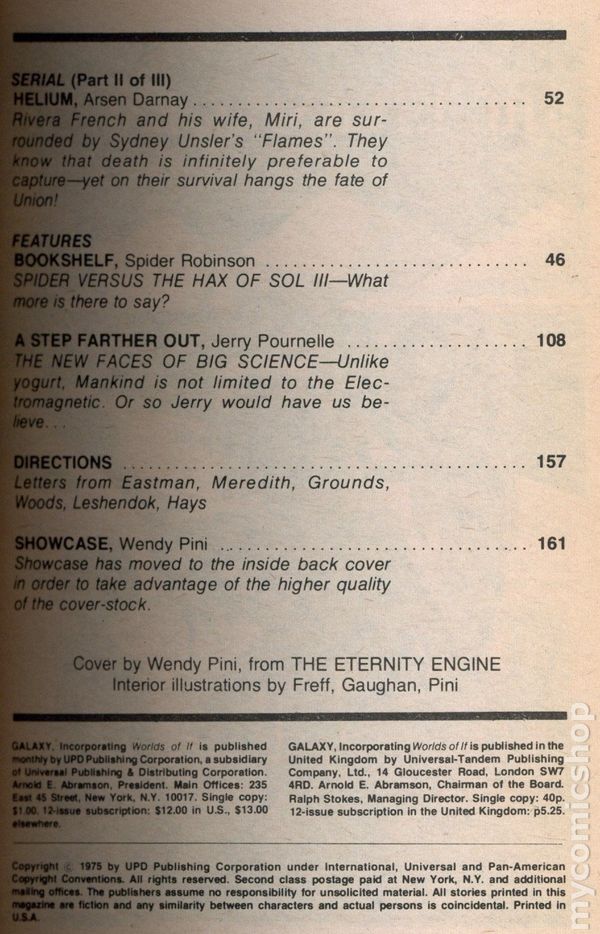 SERIAL (Part II of III)
HELIUM, Arsen Darnay . . . . . . . . . . . . . . . . . . . . . . . . . . . . . . . . 52
Rivera French and his wife, Miri, are sur-
rounded by Sydney Unsler's "Flames". They
know that death is infinitely preferable to
capture—yet on their survival hangs the fate of
Union!
FEATURES
BOOKSHELF, Spider Robinson . . . . . . . . . . . . . . . . . . . . . . . . . 46
SPIDER VERSUS THE HAX OF SOL III—What
more is there to say?
A STEP FARTHER OUT, Jerry Pournelle . . . . . . . . . . . . . . . . . 108
THE NEW FACES OF BIG SCIENCE—Unlike
yogurt, Mankind is not limited to the Elec-
tromagnetic. Or so Jerry would have us be-
lieve. . .
DIRECTIONS . . . . . . . . . . . . . . . . . . . . . . . . . . . . . . . . . . . . . . 157
Letters from Eastman, Meredith, Grounds,
Woods, Leshendok, Hays
SHOWCASE, Wendy Pini . . . . . . . . . . . . . . . . . . . . . . . . . . . . . 161
Showcase has moved to the inside back cover
in order to take advantage of the higher quality
of the cover-stock.
Cover by Wendy Pini, from THE ETERNITY ENGINE
Interior illustrations by Freff, Gaughan, Pini
GALAXY, Incorporating Worlds of If is published
monthly by UPD Publishing Corporation, a subsidiary
of Universal Publishing & Distributing Corporation.
Arnold E. Abramson, President. Main Offices: 235
East 45 Street, New York, N.Y. 10017. Single copy:
$1.00. 12-issue subscription: $12.00 in U.S., $13.00
elsewhere.
GALAXY, Incorporating Worlds of If is published in the
United Kingdom by Universal-Tandem Publishing
Company, Ltd., 14 Gloucester Road, London SW7
4RD. Arnold E. Abramson, Chairman of the Board.
Ralph Stokes, Managing Director. Single copy: 40p.
12-issue subscription in the United Kingdom: p5.25.
Copyright © 1975 by UPD Publishing Corporation under International, Universal and Pan-American
Copyright Conventions. All rights reserved. Second class postage paid at New York, N.Y. and additional
mailing offices. The publishers assume no responsibility for unsolicited material. All stories printed in this
magazine are fiction and any similarity between characters and actual persons is coincidental. Printed in
U.S.A.
mycomicshop